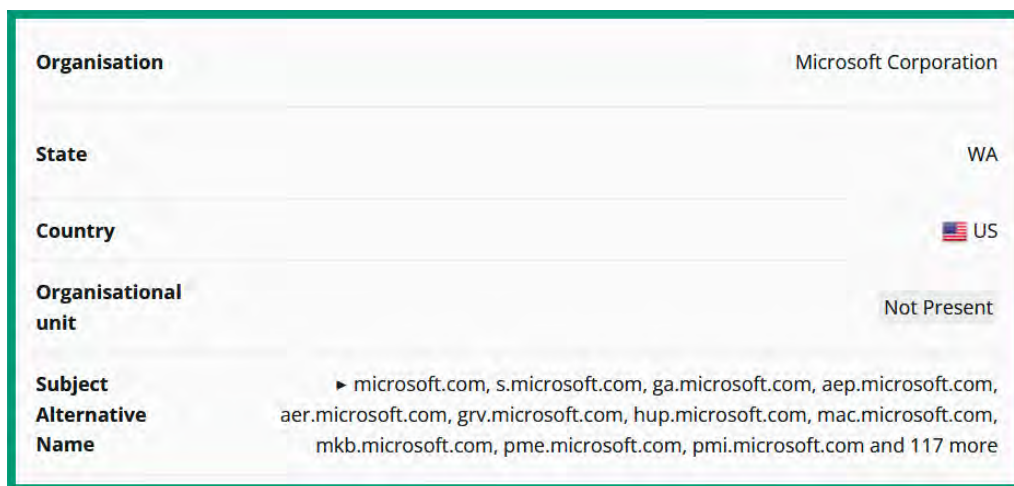 Organisation Microsoft Corporation
State WA
Country US
Organisational
unit
Not Present
Subject
Alternative
Name
▸ microsoft.com, s.microsoft.com, ga.microsoft.com, aep.microsoft.com,
aer.microsoft.com, grv.microsoft.com, hup.microsoft.com, mac.microsoft.com,
mkb.microsoft.com, pme.microsoft.com, pmi.microsoft.com and 117 more